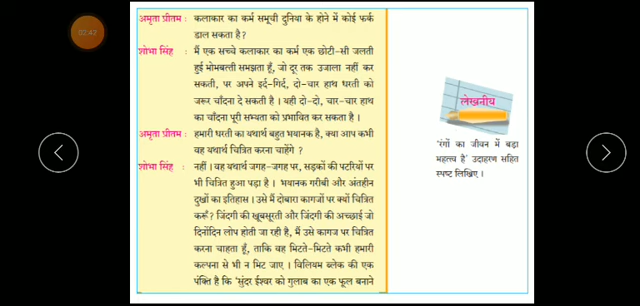 03:43
अमृता प्रीतम : कलाकार का कर्म समूची दुनिया के होने में कोई फर्क
डाल सकता है?
शोभा सिंह : मैं एक सच्चे कलाकार का कर्म एक छोटी-सी जलती
हुई मोमबत्ती समझता हूँ, जो दूर तक उजाला नहीं कर
सकती, पर अपने इर्द-गिर्द, दो-चार हाथ धरती को
जरूर चाँदना दे सकती है । यही दो-दो, चार-चार हाथ
का चाँदना पूरी सभ्यता को प्रभावित कर सकता है ।
अमृता प्रीतम : हमारी धरती का यथार्थ बहुत भयानक है, क्या आप कभी
वह यथार्थ चित्रित करना चाहेंगे ?
शोभा सिंह : नहीं । वह यथार्थ जगह-जगह पर, सड़कों की पटरियों पर
भी चित्रित हुआ पड़ा है । भयानक गरीबी और अंतहीन
दुखों का इतिहास । उसे मैं दोबारा कागजों पर क्यों चित्रित
करूँ ? जिंदगी की खूबसूरती और जिंदगी की अच्छाई जो
दिनोंदिन लोप होती जा रही है, मैं उसे कागज पर चित्रित
करना चाहता हूँ, ताकि वह मिटते-मिटते कभी हमारी
कल्पना से भी न मिट जाए । विलियम ब्लेक की एक
पंक्ति है कि 'सुंदर ईश्वर को गुलाब का एक फूल बनाने
लेखनीय
'रंगों का जीवन में बड़ा
महत्त्व है' उदाहरण सहित
स्पष्ट लिखिए ।